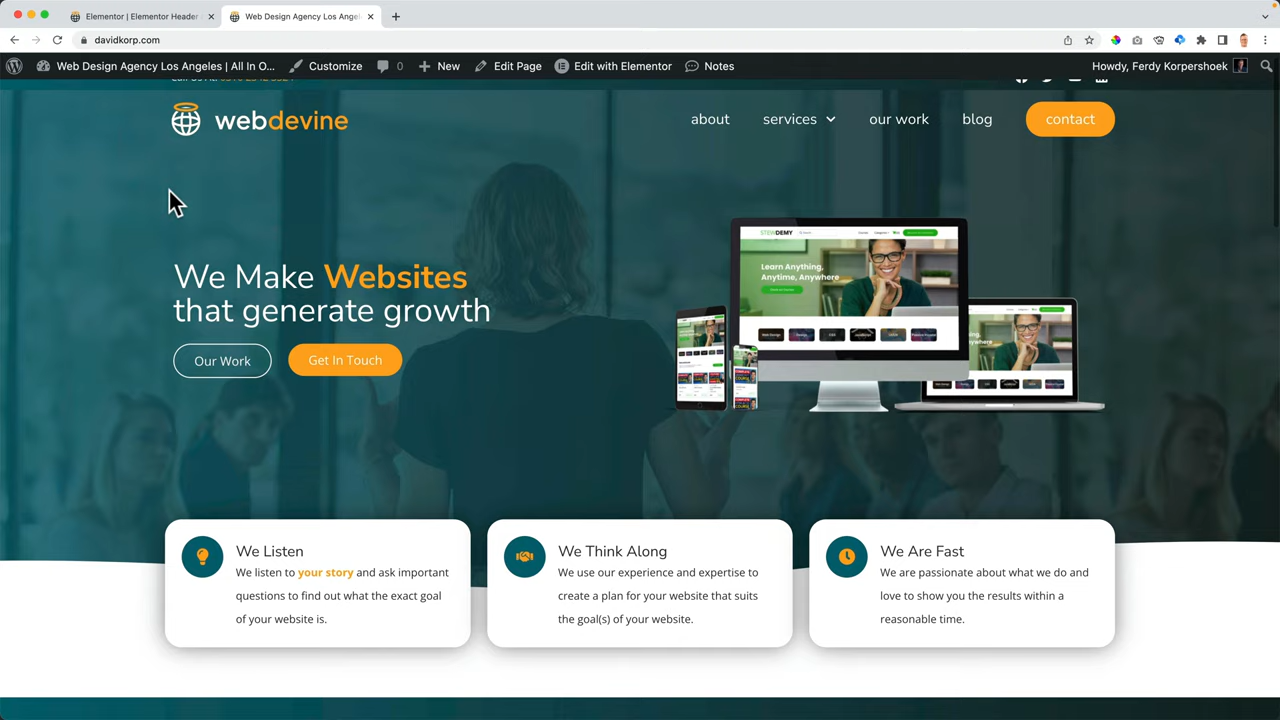 Elementor | Elementor Header
Web Design Agency Los Angel
davidkorp.com
Web Design Agency Los Angeles | All In O...
Customize
0
New
Edit Page
Edit with Elementor
Notes
Howdy, Ferdy Korpershoek
webdevine
about
services
our work
blog
contact
We Make Websites
that generate growth
Our Work
Get In Touch
STEWDEMY
Learn Anything,
Anytime, Anywhere
We Listen
We listen to your story and ask important
questions to find out what the exact goal
of your website is.
We Think Along
We use our experience and expertise to
create a plan for your website that suits
the goal(s) of your website.
We Are Fast
We are passionate about what we do and
love to show you the results within a
reasonable time.